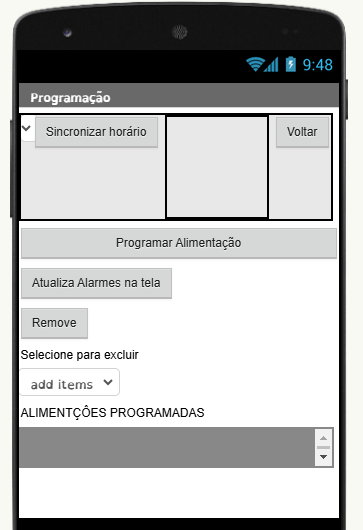 9:48
Programação
Sincronizar horário
Voltar
Programar Alimentação
Atualiza Alarmes na tela
Remove
Selecione para excluir
add items
ALIMENTÇÔES PROGRAMADAS